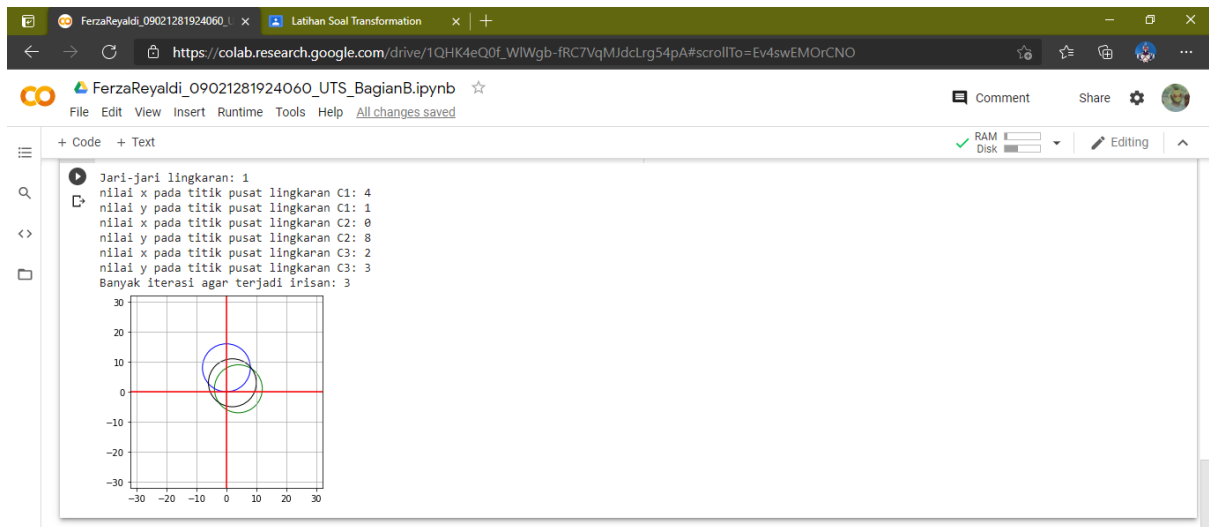 FerzaReyaldi_09021281924060_U
Latihan Soal Transformation
https://colab.research.google.com/drive/1QHK4eQ0f_WlWgb-fRC7VqMJdcLrg54pA#scrollTo=Ev4swEMOrCNO
FerzaReyaldi_09021281924060_UTS_BagianB.ipynb
Comment Share
File Edit View Insert Runtime Tools Help All changes saved
+ Code + Text
RAM
Disk
Editing
Jari-jari lingkaran: 1
nilai x pada titik pusat lingkaran C1: 4
nilai y pada titik pusat lingkaran C1: 1
nilai x pada titik pusat lingkaran C2: 0
nilai y pada titik pusat lingkaran C2: 8
nilai x pada titik pusat lingkaran C3: 2
nilai y pada titik pusat lingkaran C3: 3
Banyak iterasi agar terjadi irisan: 3
30
20
10
0
−10
−20
−30
−30 −20 −10 0 10 20 30